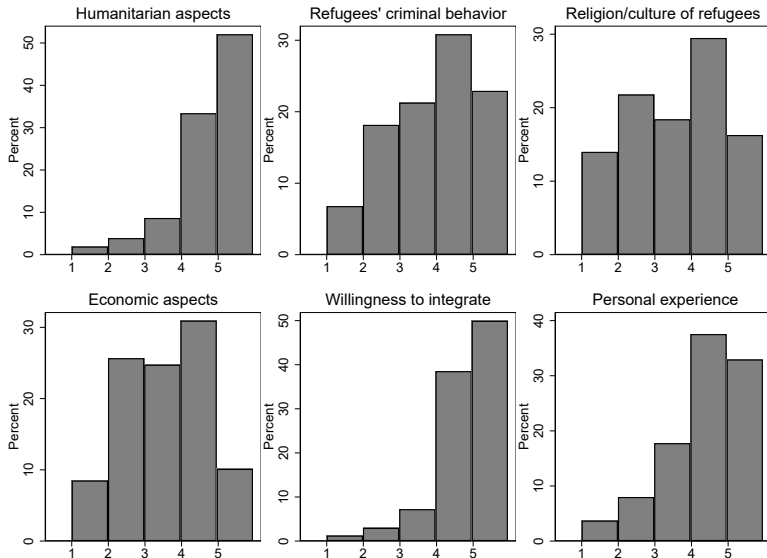 Humanitarian aspects
Percent
0 10 20 30 40 50
1 2 3 4 5
Refugees' criminal behavior
Percent
0 10 20 30
1 2 3 4 5
Religion/culture of refugees
Percent
0 10 20 30
1 2 3 4 5
Economic aspects
Percent
0 10 20 30
1 2 3 4 5
Willingness to integrate
Percent
0 10 20 30 40 50
1 2 3 4 5
Personal experience
Percent
0 10 20 30 40
1 2 3 4 5